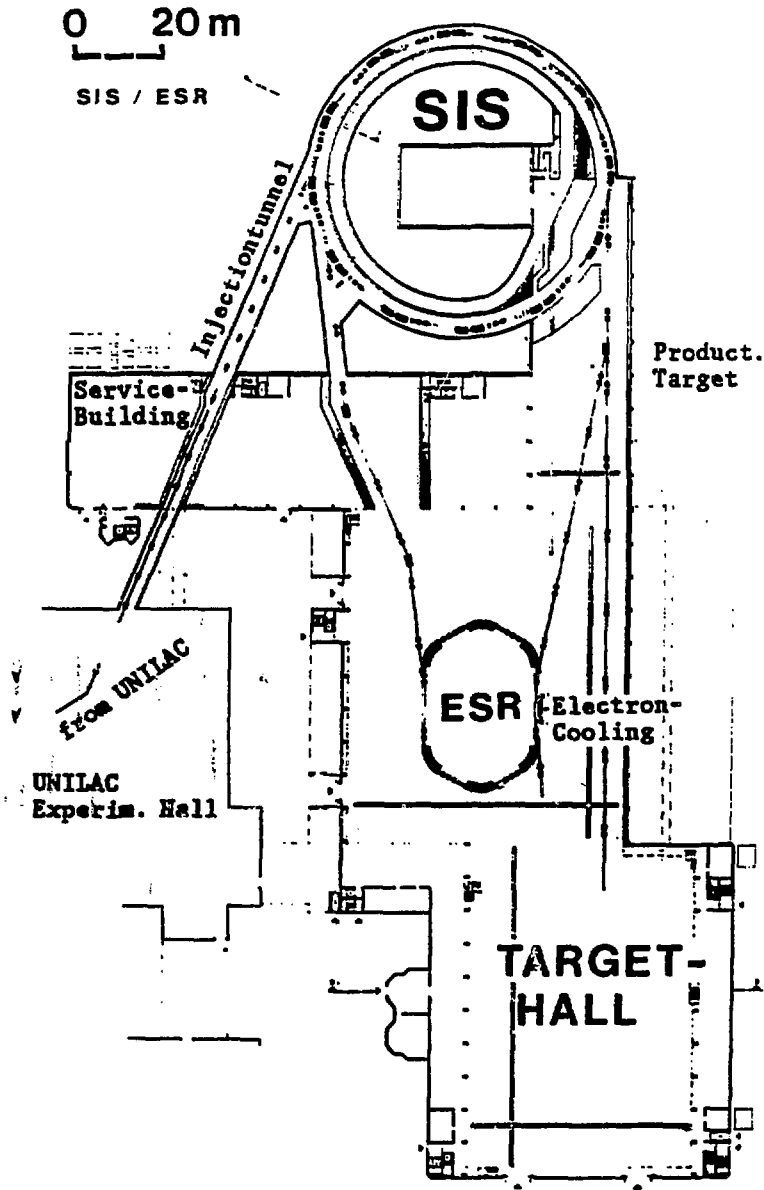 0 20 m
SIS / ESR
SIS
Injectiontunnel
Product.
Target
Service-
Building
from UNILAC
ESR
Electron-
Cooling
UNILAC
Experim. Hall
TARGET-
HALL